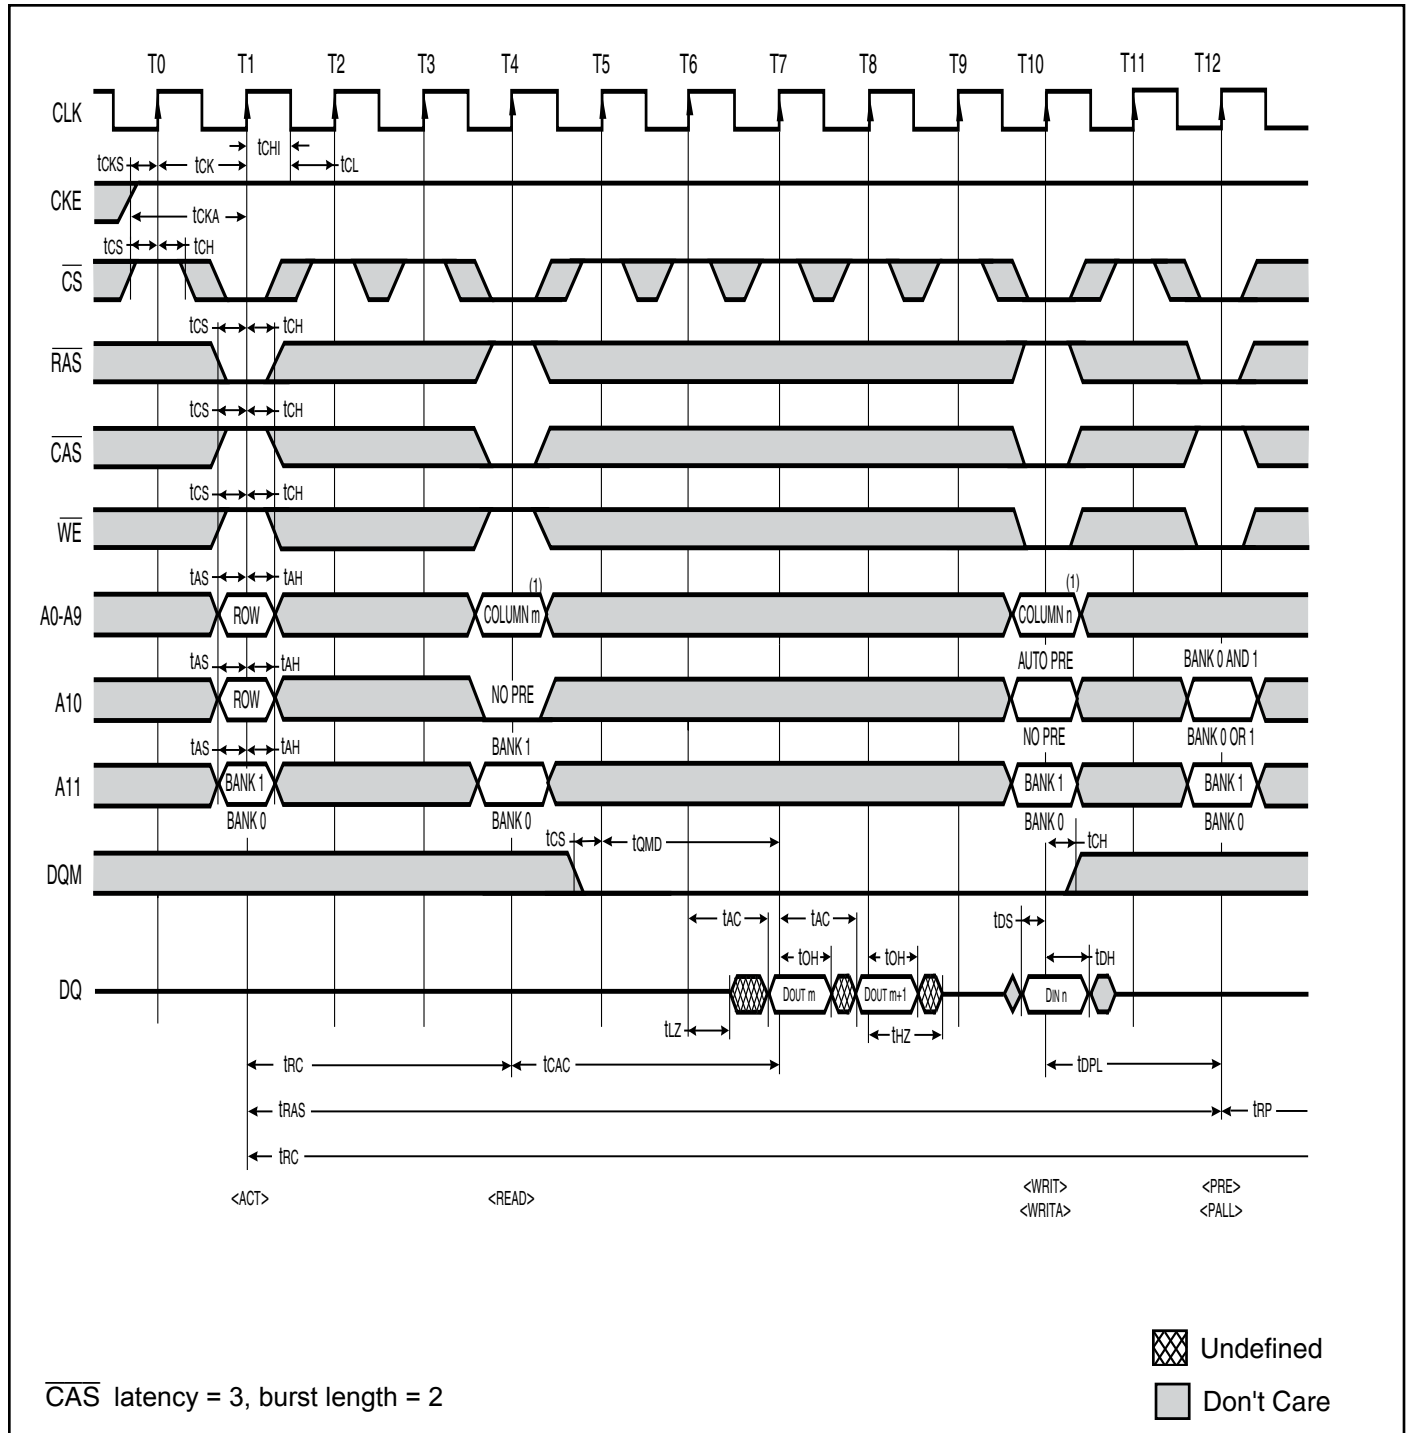 T0 T1 T2 T3 T4 T5 T6 T7 T8 T9 T10 T11 T12
CLK
tCHI
tCKS tCK tCL
CKE
tCKA
tCS tCH
CS
tCS tCH
RAS
tCS tCH
CAS
tCS tCH
WE
tAS tAH (1) (1)
A0-A9 ROW COLUMN m COLUMN n
tAS tAH AUTO PRE BANK 0 AND 1
A10 ROW NO PRE
NO PRE BANK 0 OR 1
tAS tAH BANK 1
A11 BANK 1 BANK 1 BANK 1
BANK 0 BANK 0 BANK 0 BANK 0
tCS tQMD tCH
DQM
tAC tAC tDS
tOH tOH tDH
DQ DOUT m DOUT m+1 DIN n
tLZ tHZ
tRC tCAC tDPL
tRAS tRP
tRC
<ACT> <READ> <WRIT> <PRE>
<WRITA> <PALL>
Undefined
CAS latency = 3, burst length = 2
Don't Care